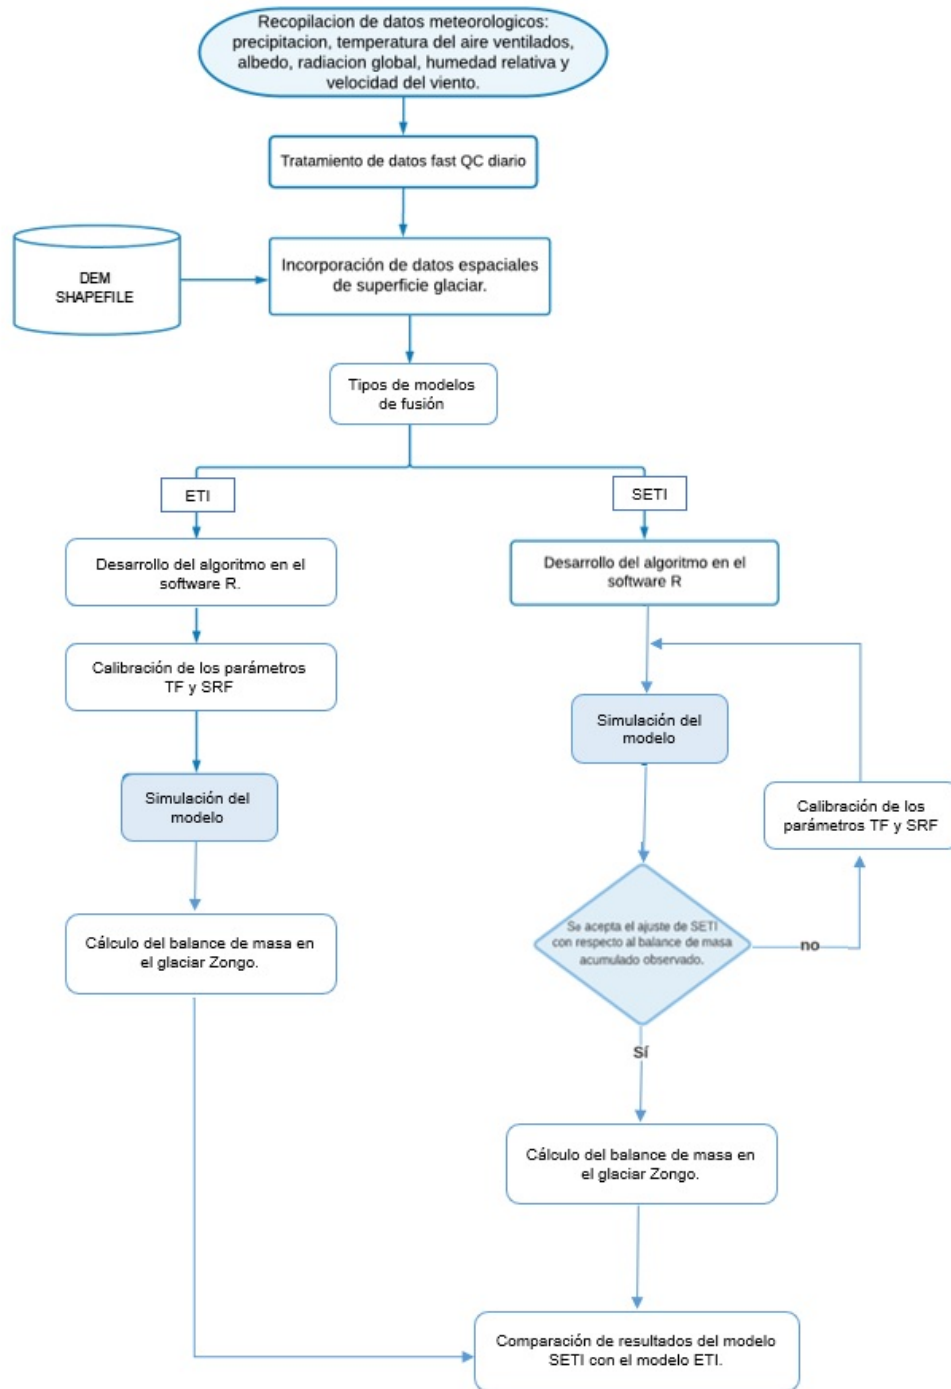 Recopilacion de datos meteorologicos:
precipitacion, temperatura del aire ventilados,
albedo, radiacion global, humedad relativa y
velocidad del viento.
Tratamiento de datos fast QC diario
DEM
SHAPEFILE
Incorporación de datos espaciales
de superficie glaciar.
Tipos de modelos
de fusión
ETI
Desarrollo del algoritmo en el
software R.
Calibración de los parámetros
TF y SRF
Simulación del
modelo
Cálculo del balance de masa en
el glaciar Zongo.
SETI
Desarrollo del algoritmo en el
software R
Simulación del
modelo
Calibración de los
parámetros TF y SRF
Se acepta el ajuste de SETI
con respecto al balance de masa
acumulado observado.
no
Sí
Cálculo del balance de masa en
el glaciar Zongo.
Comparación de resultados del modelo
SETI con el modelo ETI.